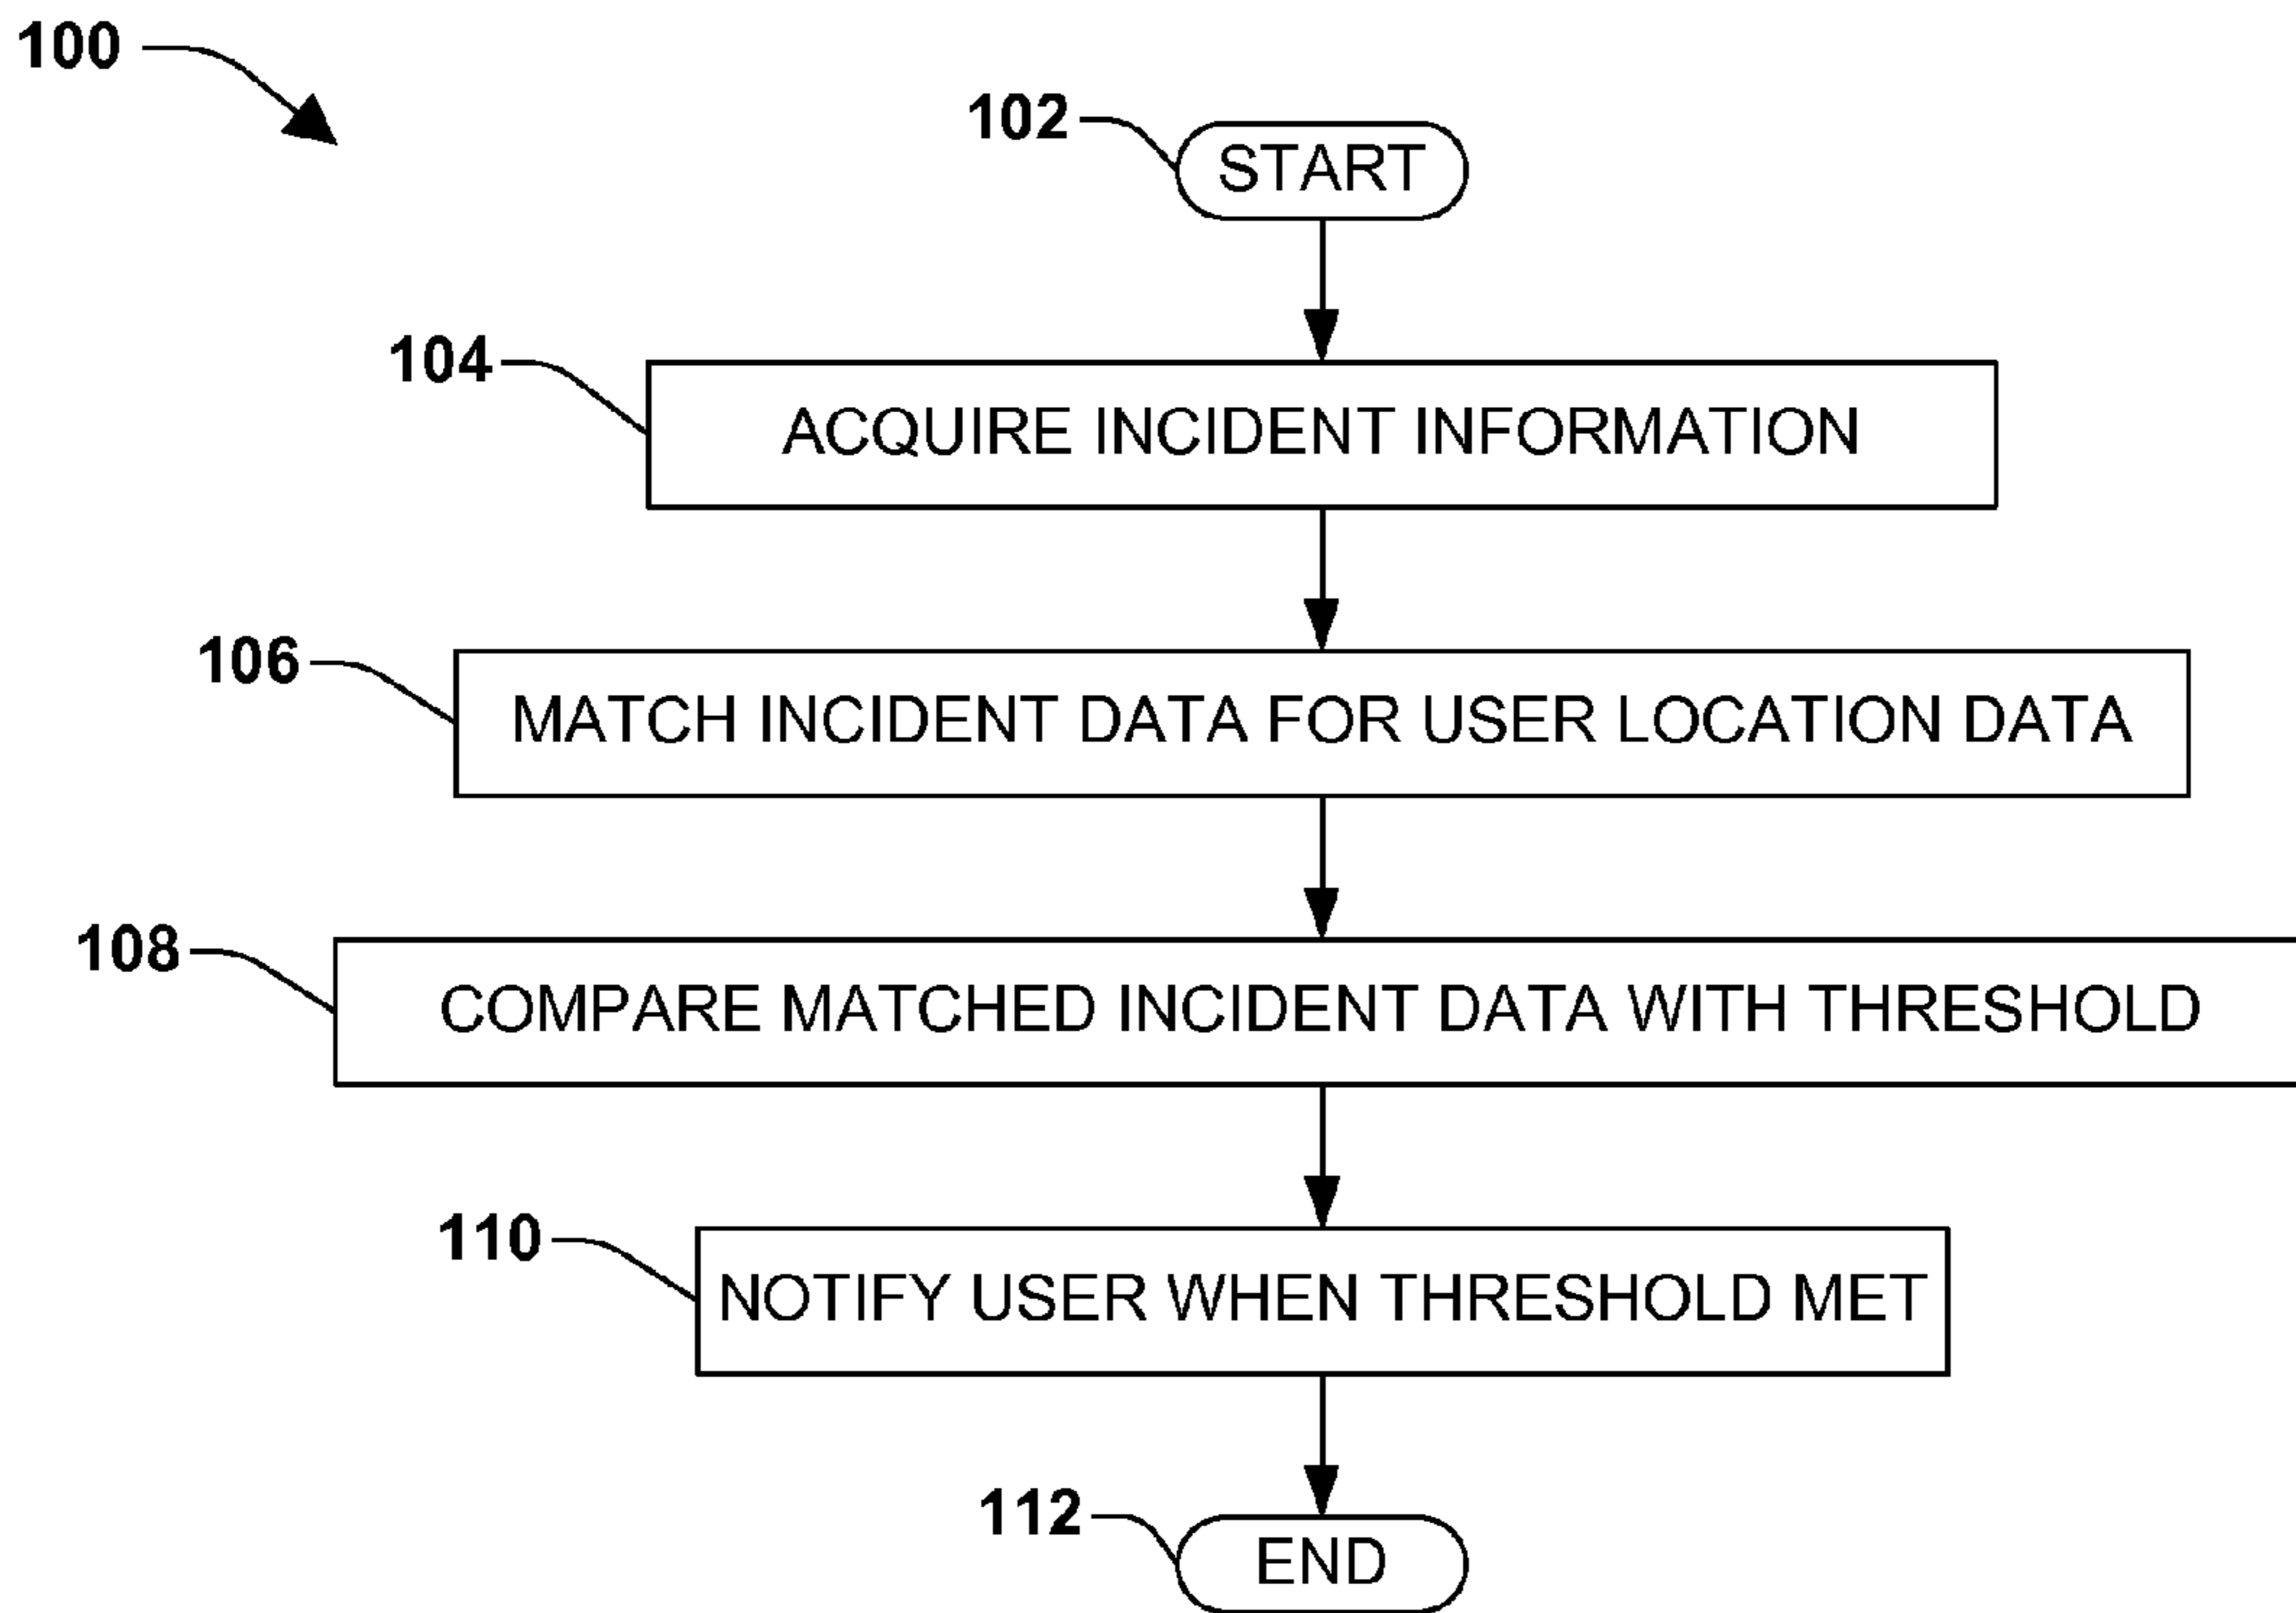 100
102
START
104
ACQUIRE INCIDENT INFORMATION
106
MATCH INCIDENT DATA FOR USER LOCATION DATA
108
COMPARE MATCHED INCIDENT DATA WITH THRESHOLD
110
NOTIFY USER WHEN THRESHOLD MET
112
END